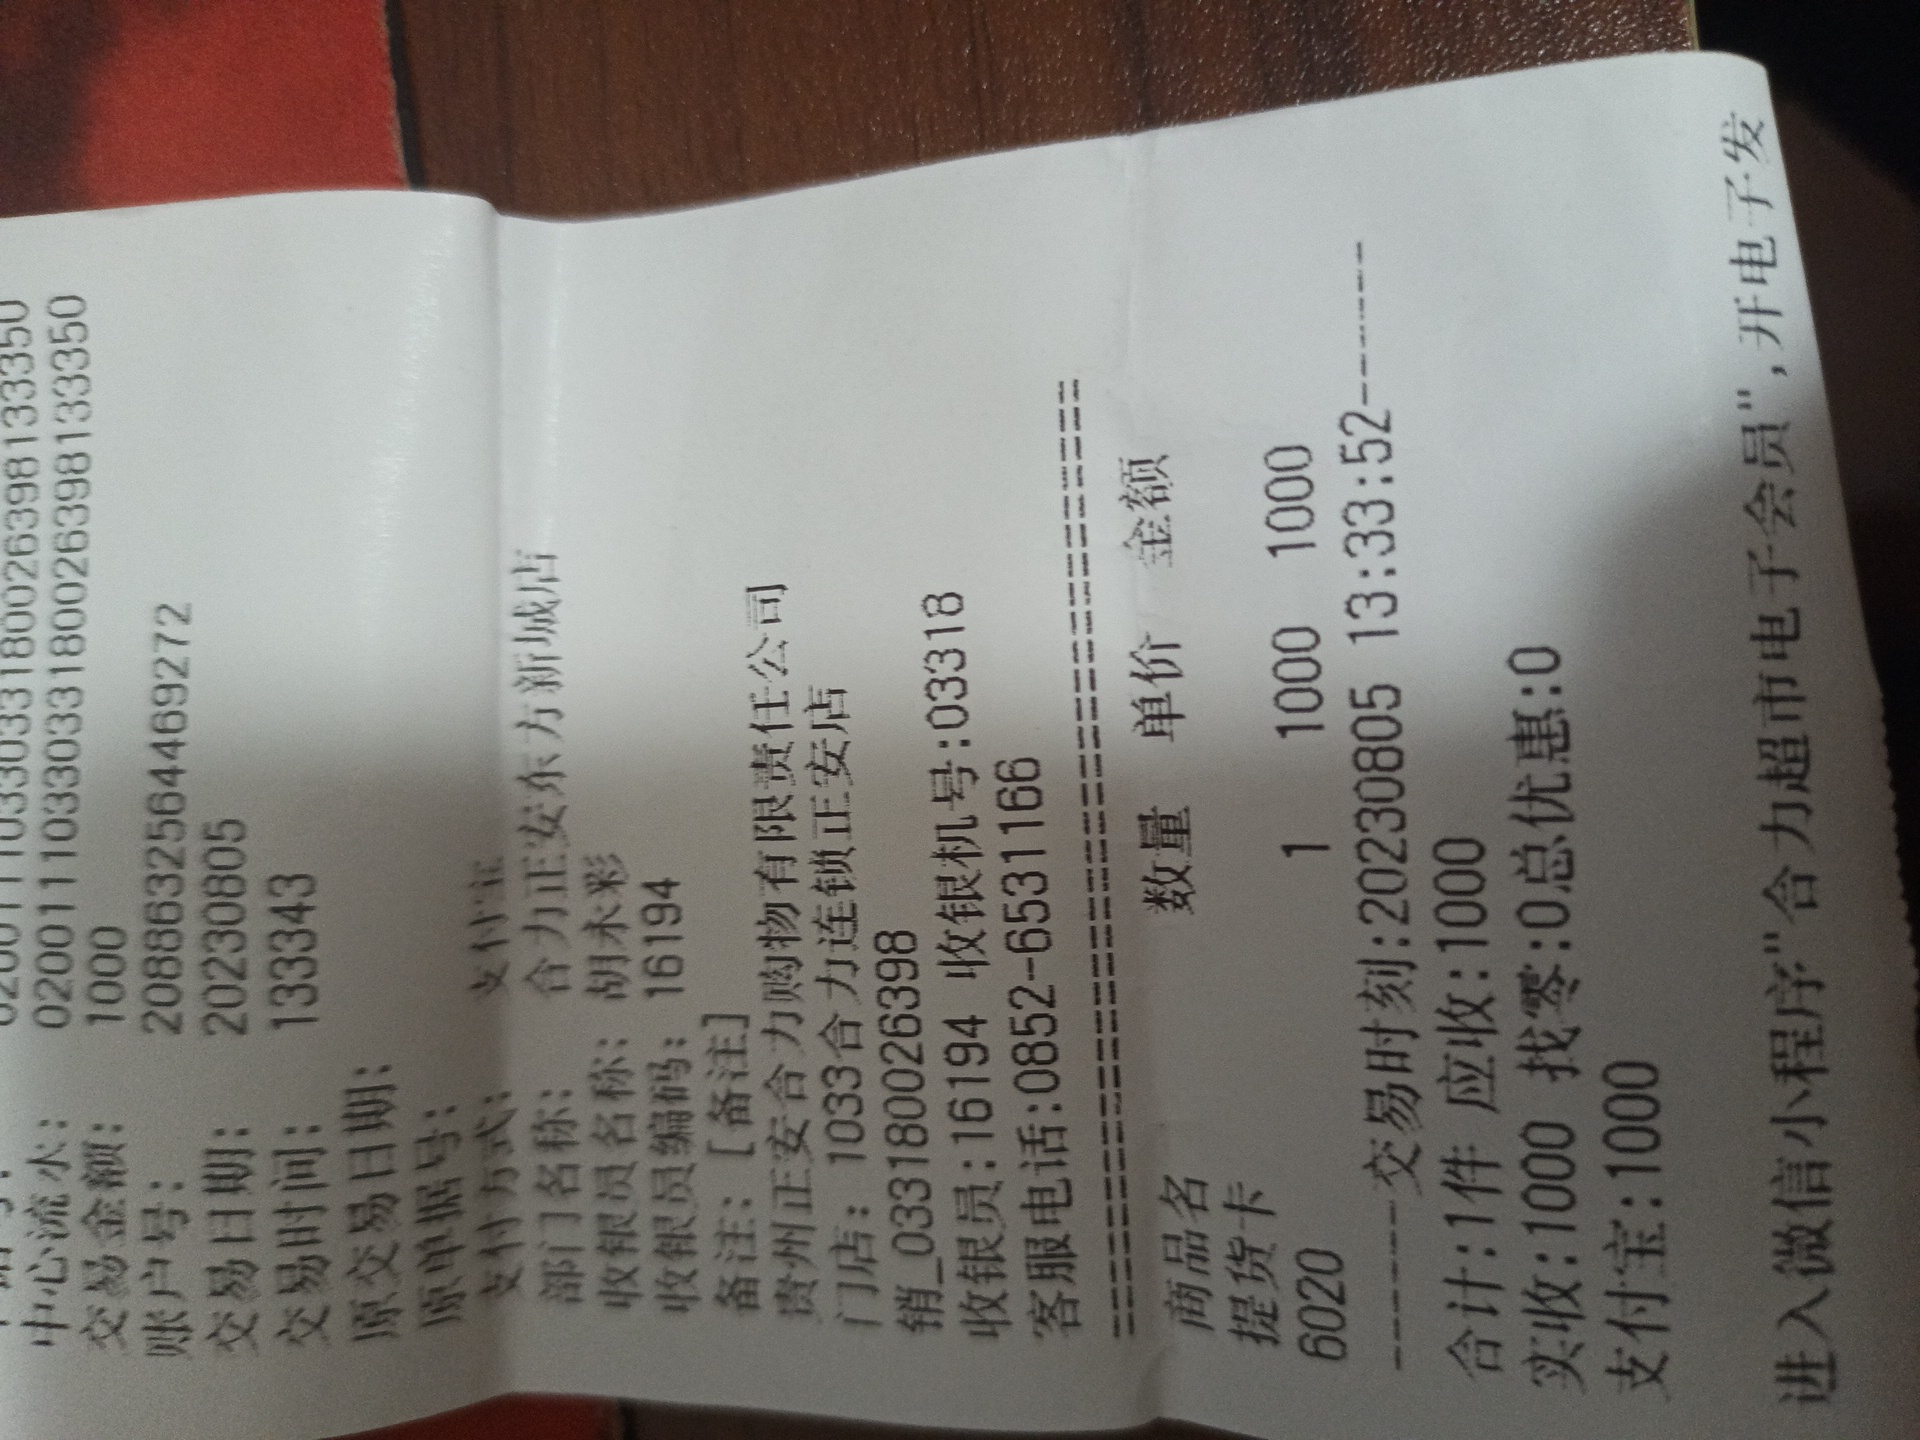 02001110330331800263981 33350
中心流水: 0200111033033180026398133350
交易金额: 1000
账户号: 2088632564469272
交易日期: 20230805
交易时间: 133343
原交易日期:
原单据号:
支付方式: 支付宝
部门名称: 合力正安东方新城店
收银员名称: 胡永彩
收银员编码: 16194
备注: [备注]
贵州正安合力购物有限责任公司
门店: 1033合力连锁正安店
销_033180026398
收银员:16194 收银机号:03318
客服电话:0852-6531166
商品名 数量 单价 金额
提货卡
6020 1 1000 1000
--------交易时刻:20230805 13:33:52--------
合计:1件 应收:1000
实收:1000 找零:0总优惠:0
支付宝:1000
进入微信小程序"合力超市电子会员",开电子发